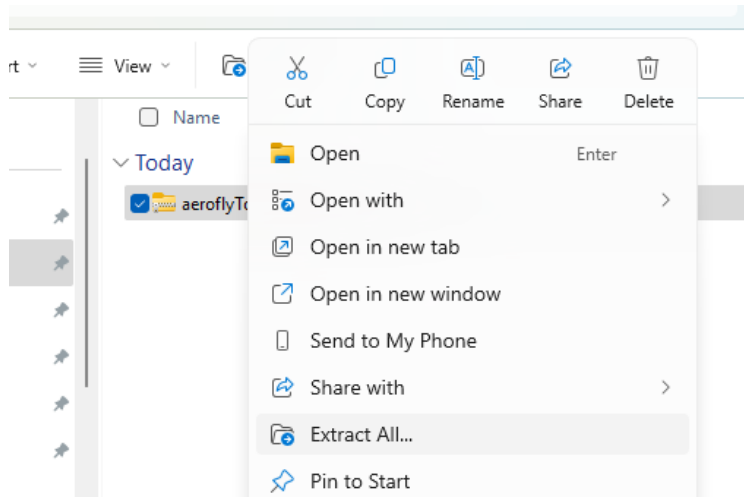 rt
View
Cut Copy Rename Share Delete
Name
Open Enter
Today
Open with
aeroflyTo
Open in new tab
Open in new window
Send to My Phone
Share with
Extract All...
Pin to Start